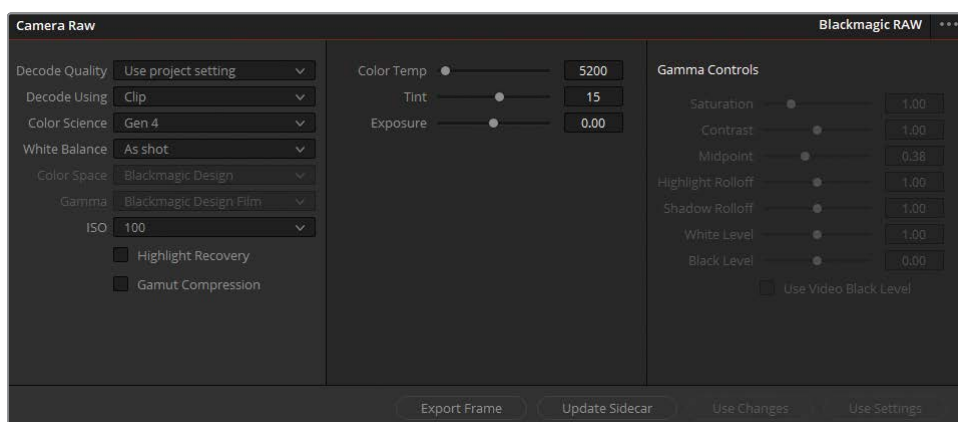 Camera Raw
Blackmagic RAW
Decode Quality Use project setting
Decode Using Clip
Color Science Gen 4
White Balance As shot
Color Space Blackmagic Design
Gamma Blackmagic Design Film
ISO 100
Highlight Recovery
Gamut Compression
Color Temp 5200
Tint 15
Exposure 0.00
Gamma Controls
Saturation 1.00
Contrast 1.00
Midpoint 0.38
Highlight Rolloff 1.00
Shadow Rolloff 1.00
White Level 1.00
Black Level 0.00
Use Video Black Level
Export Frame
Update Sidecar
Use Changes
Use Settings